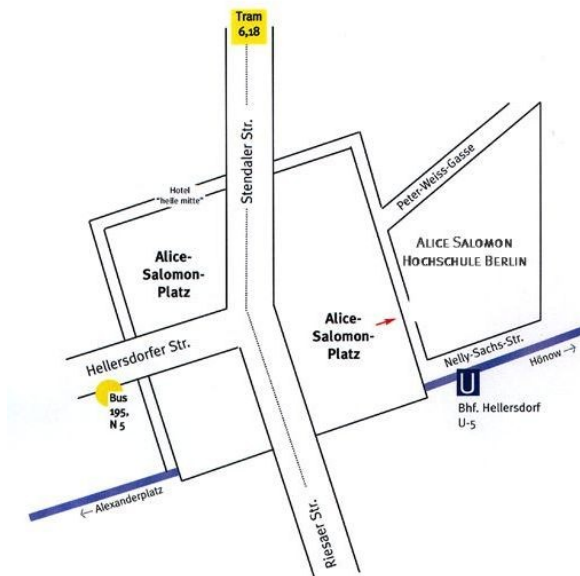 Tram
6,18
Stendaler Str.
Hotel
"helle mitte"
Peter-Weiss-Gasse
Alice-
Salomon-
Platz
ALICE SALOMON
HOCHSCHULE BERLIN
Alice-
Salomon-
Platz
Hellersdorfer Str.
Nelly-Sachs-Str.
Hönow →
Bus
195,
N 5
U
Bhf. Hellersdorf
U-5
← Alexanderplatz
Riesaer Str.